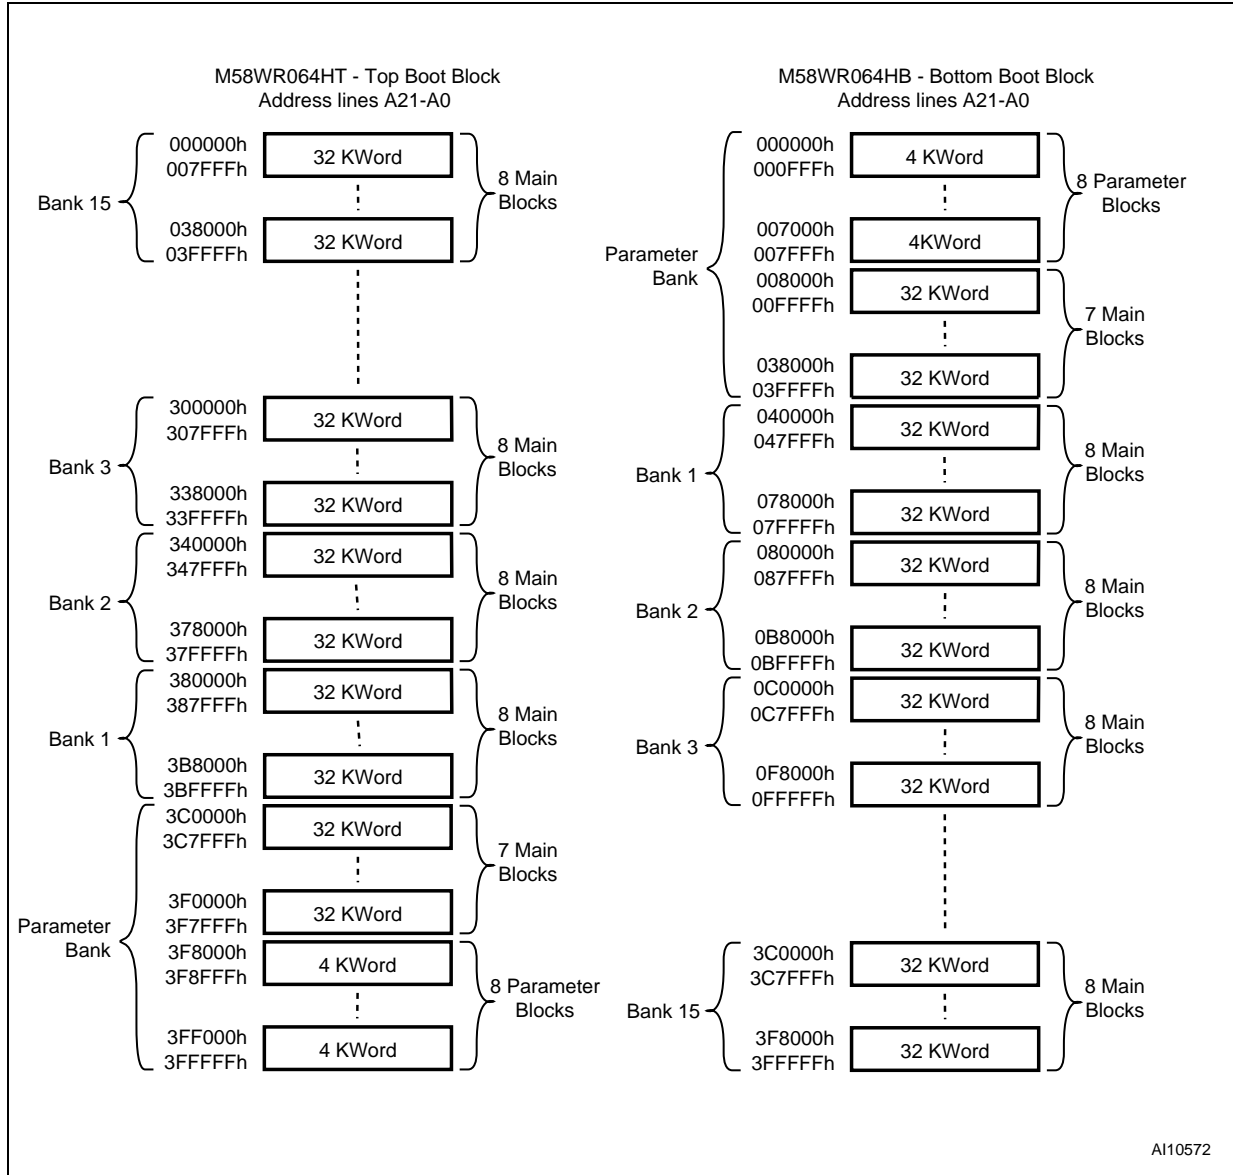 M58WR064HT - Top Boot Block
Address lines A21-A0
000000h
007FFFh
32 KWord
Bank 15
8 Main
Blocks
038000h
03FFFFh
32 KWord
300000h
307FFFh
32 KWord
Bank 3
8 Main
Blocks
338000h
33FFFFh
32 KWord
340000h
347FFFh
32 KWord
Bank 2
8 Main
Blocks
378000h
37FFFFh
32 KWord
380000h
387FFFh
32 KWord
Bank 1
8 Main
Blocks
3B8000h
3BFFFFh
32 KWord
3C0000h
3C7FFFh
32 KWord
7 Main
Blocks
3F0000h
3F7FFFh
32 KWord
Parameter
Bank
3F8000h
3F8FFFh
4 KWord
8 Parameter
Blocks
3FF000h
3FFFFFh
4 KWord
M58WR064HB - Bottom Boot Block
Address lines A21-A0
000000h
000FFFh
4 KWord
8 Parameter
Blocks
007000h
007FFFh
4KWord
Parameter
Bank
008000h
00FFFFh
32 KWord
7 Main
Blocks
038000h
03FFFFh
32 KWord
040000h
047FFFh
32 KWord
Bank 1
8 Main
Blocks
078000h
07FFFFh
32 KWord
080000h
087FFFh
32 KWord
Bank 2
8 Main
Blocks
0B8000h
0BFFFFh
32 KWord
0C0000h
0C7FFFh
32 KWord
Bank 3
8 Main
Blocks
0F8000h
0FFFFFh
32 KWord
3C0000h
3C7FFFh
32 KWord
Bank 15
8 Main
Blocks
3F8000h
3FFFFFh
32 KWord
AI10572